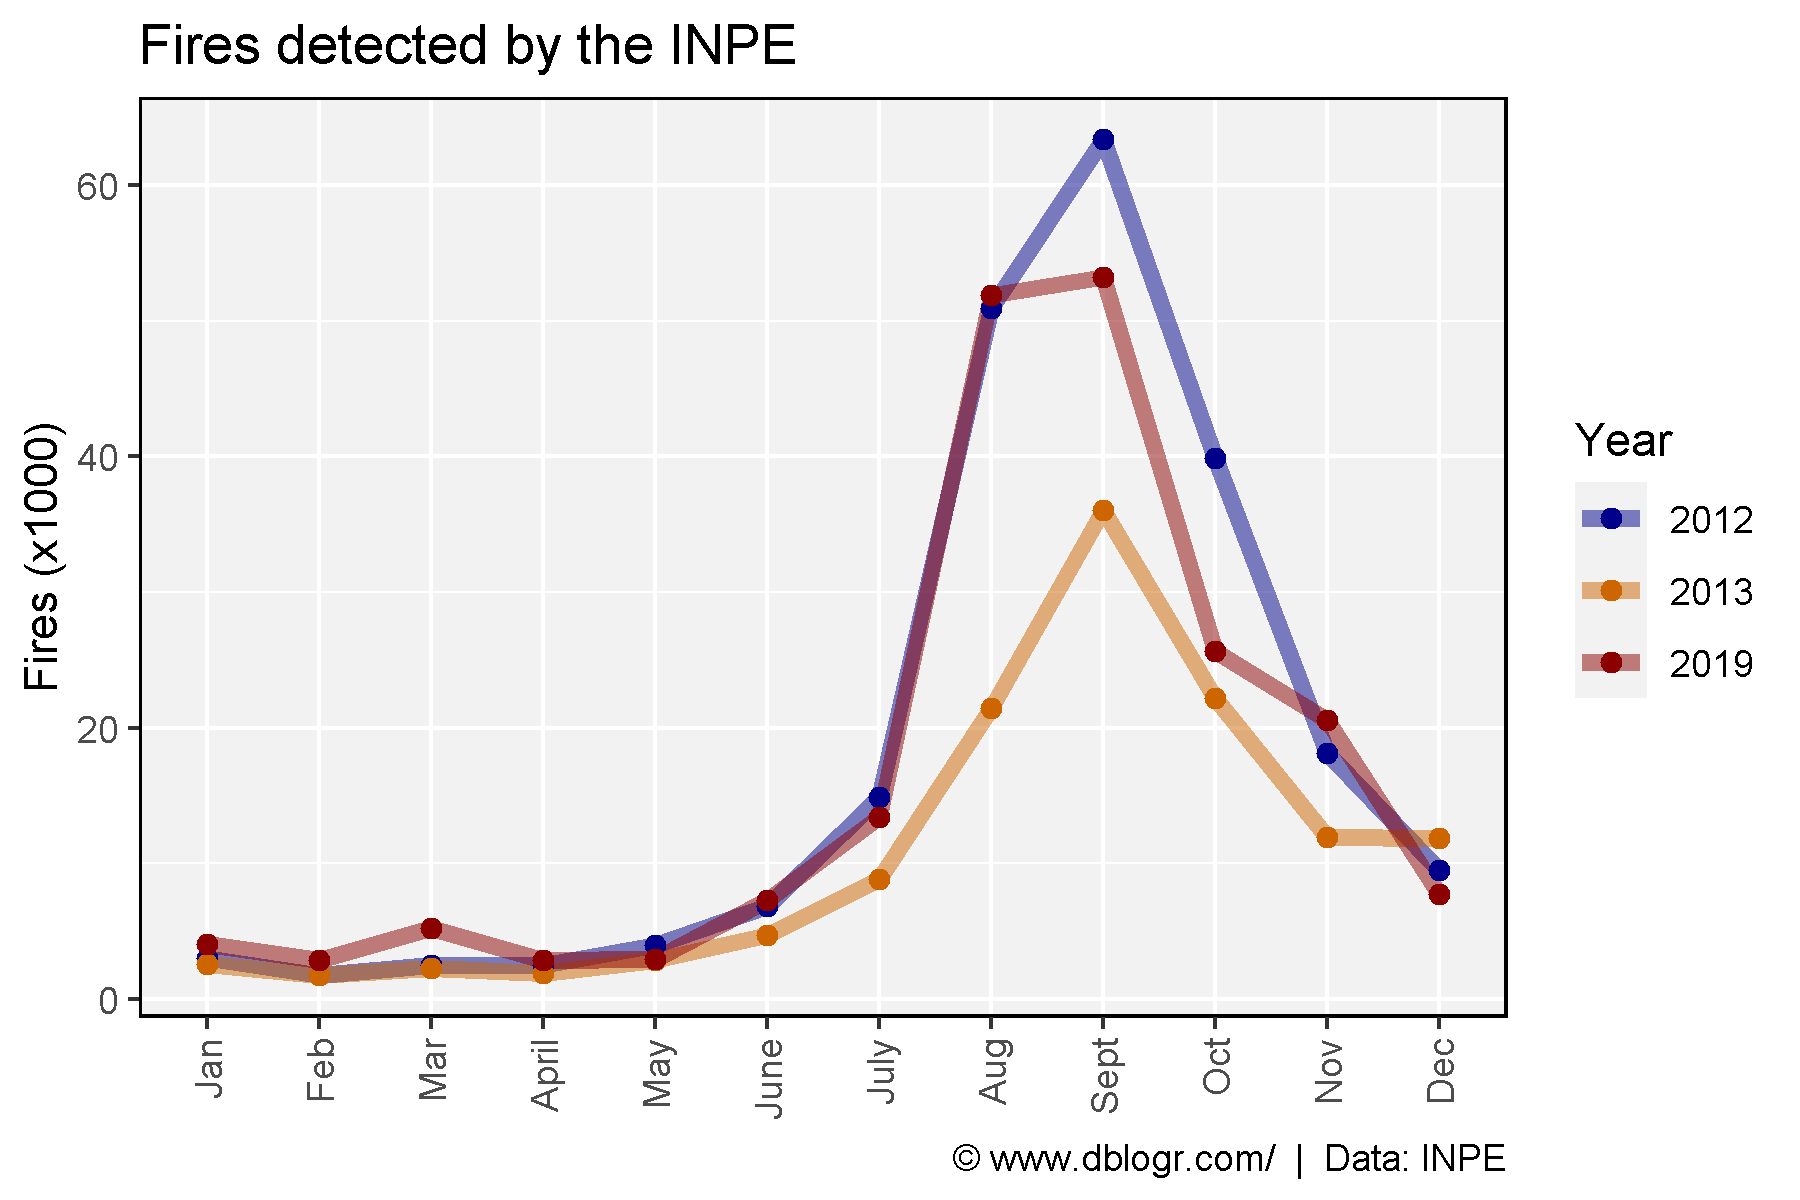 Fires detected by the INPE
Fires (x1000)
60
40
20
0
Jan
Feb
Mar
April
May
June
July
Aug
Sept
Oct
Nov
Dec
Year
2012
2013
2019
© www.dblogr.com/ | Data: INPE